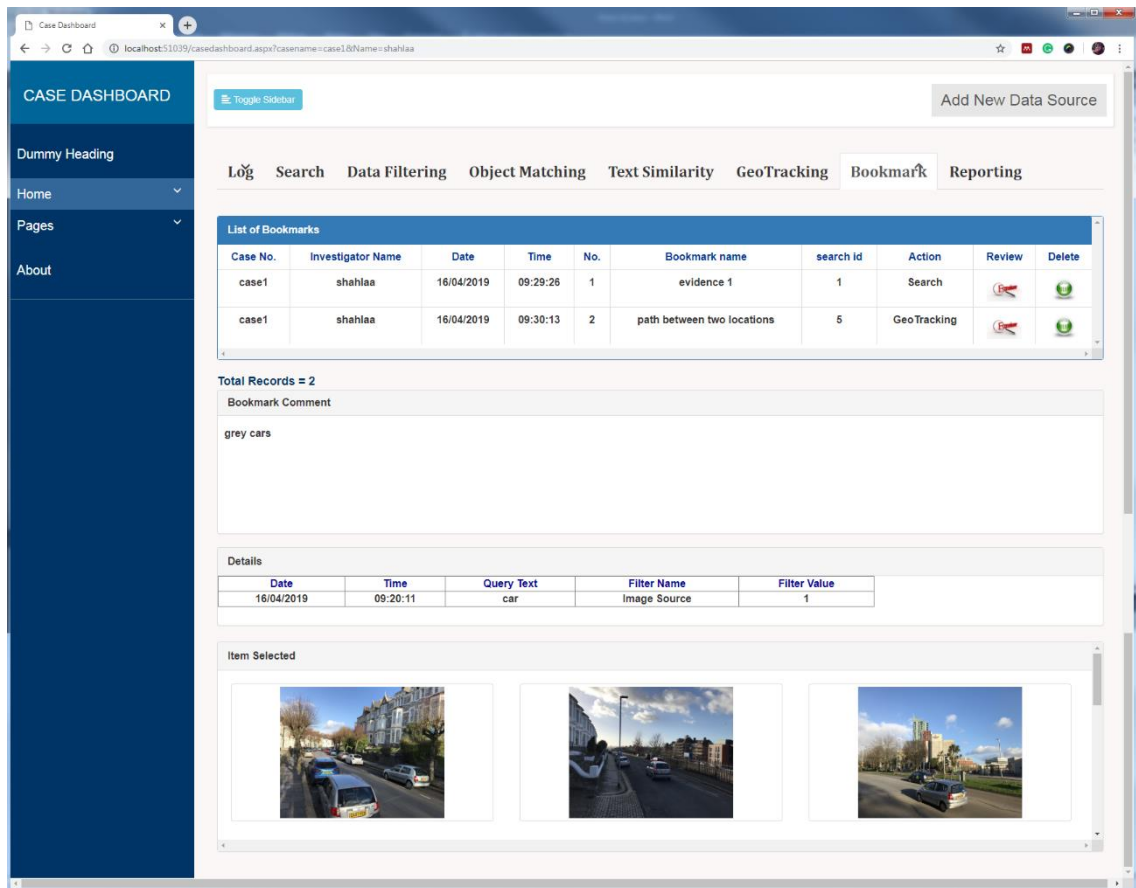 Case Dashboard
localhost:51039/casedashboard.aspx?casename=case1&Name=shahlaa
CASE DASHBOARD
Toggle Sidebar
Add New Data Source
Dummy Heading
Home
Pages
About
Log Search Data Filtering Object Matching Text Similarity GeoTracking Bookmark Reporting
List of Bookmarks
Case No. Investigator Name Date Time No. Bookmark name search id Action Review Delete
case1 shahlaa 16/04/2019 09:29:26 1 evidence 1 1 Search
case1 shahlaa 16/04/2019 09:30:13 2 path between two locations 5 GeoTracking
Total Records = 2
Bookmark Comment
grey cars
Details
Date Time Query Text Filter Name Filter Value
16/04/2019 09:20:11 car Image Source 1
Item Selected